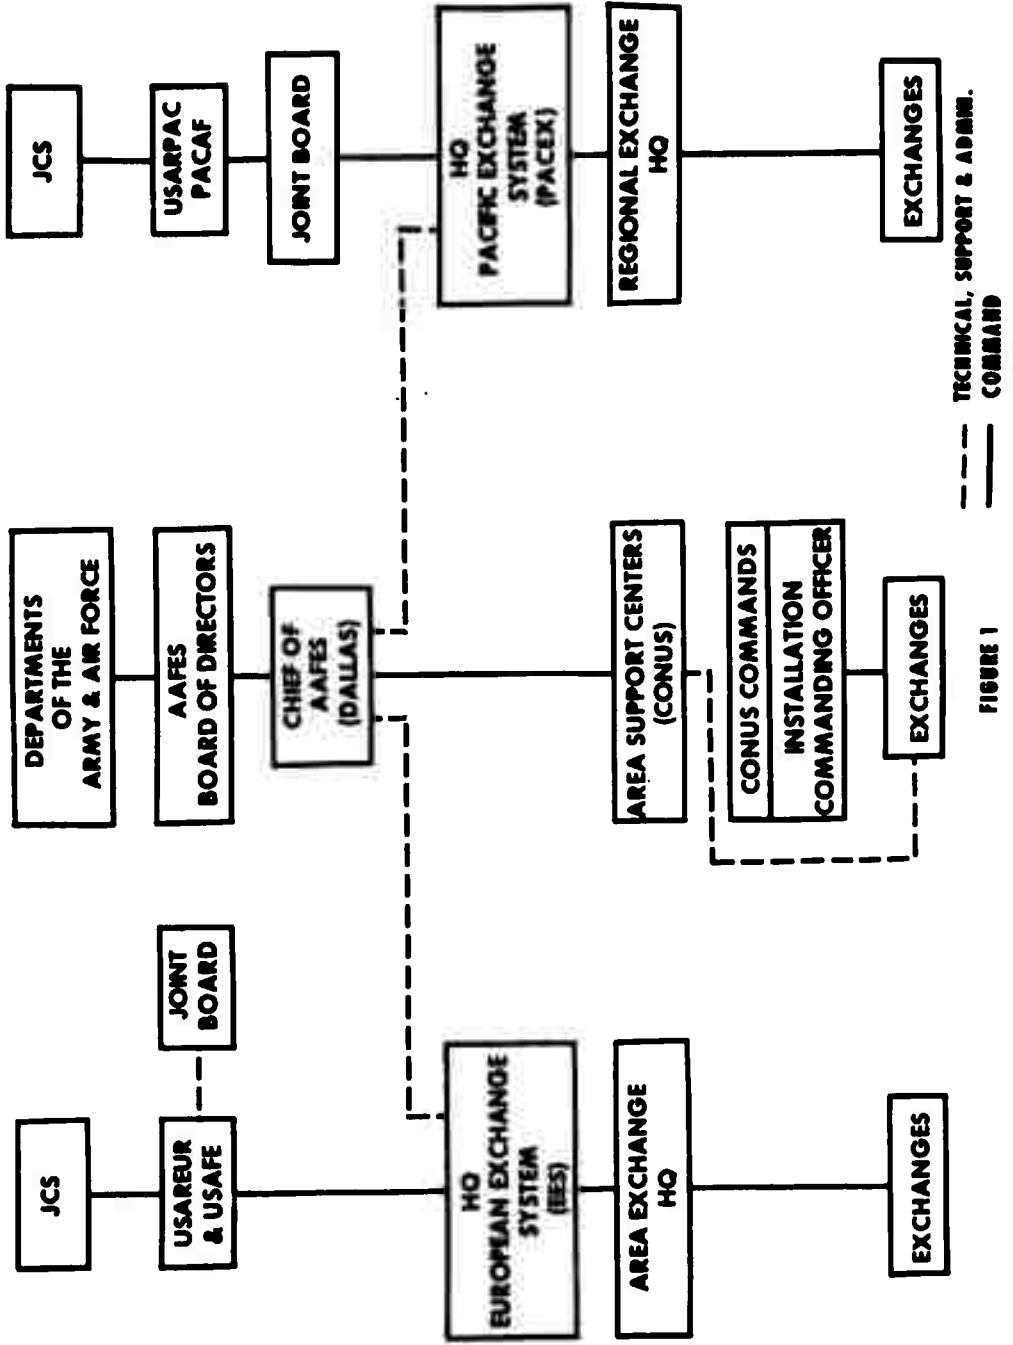 JCS
USAREUR
& USAFE
JOINT
BOARD
HQ
EUROPEAN EXCHANGE
SYSTEM
(EES)
AREA EXCHANGE
HQ
EXCHANGES
DEPARTMENTS
OF THE
ARMY & AIR FORCE
AAFES
BOARD OF DIRECTORS
CHIEF OF
AAFES
(DALLAS)
AREA SUPPORT CENTERS
(CONUS)
CONUS COMMANDS
INSTALLATION
COMMANDING OFFICER
EXCHANGES
JCS
USARPAC
PACAF
JOINT BOARD
HQ
PACIFIC EXCHANGE
SYSTEM
(PACEX)
REGIONAL EXCHANGE
HQ
EXCHANGES
TECHNICAL, SUPPORT & ADMIN.
COMMAND
FIGURE 1